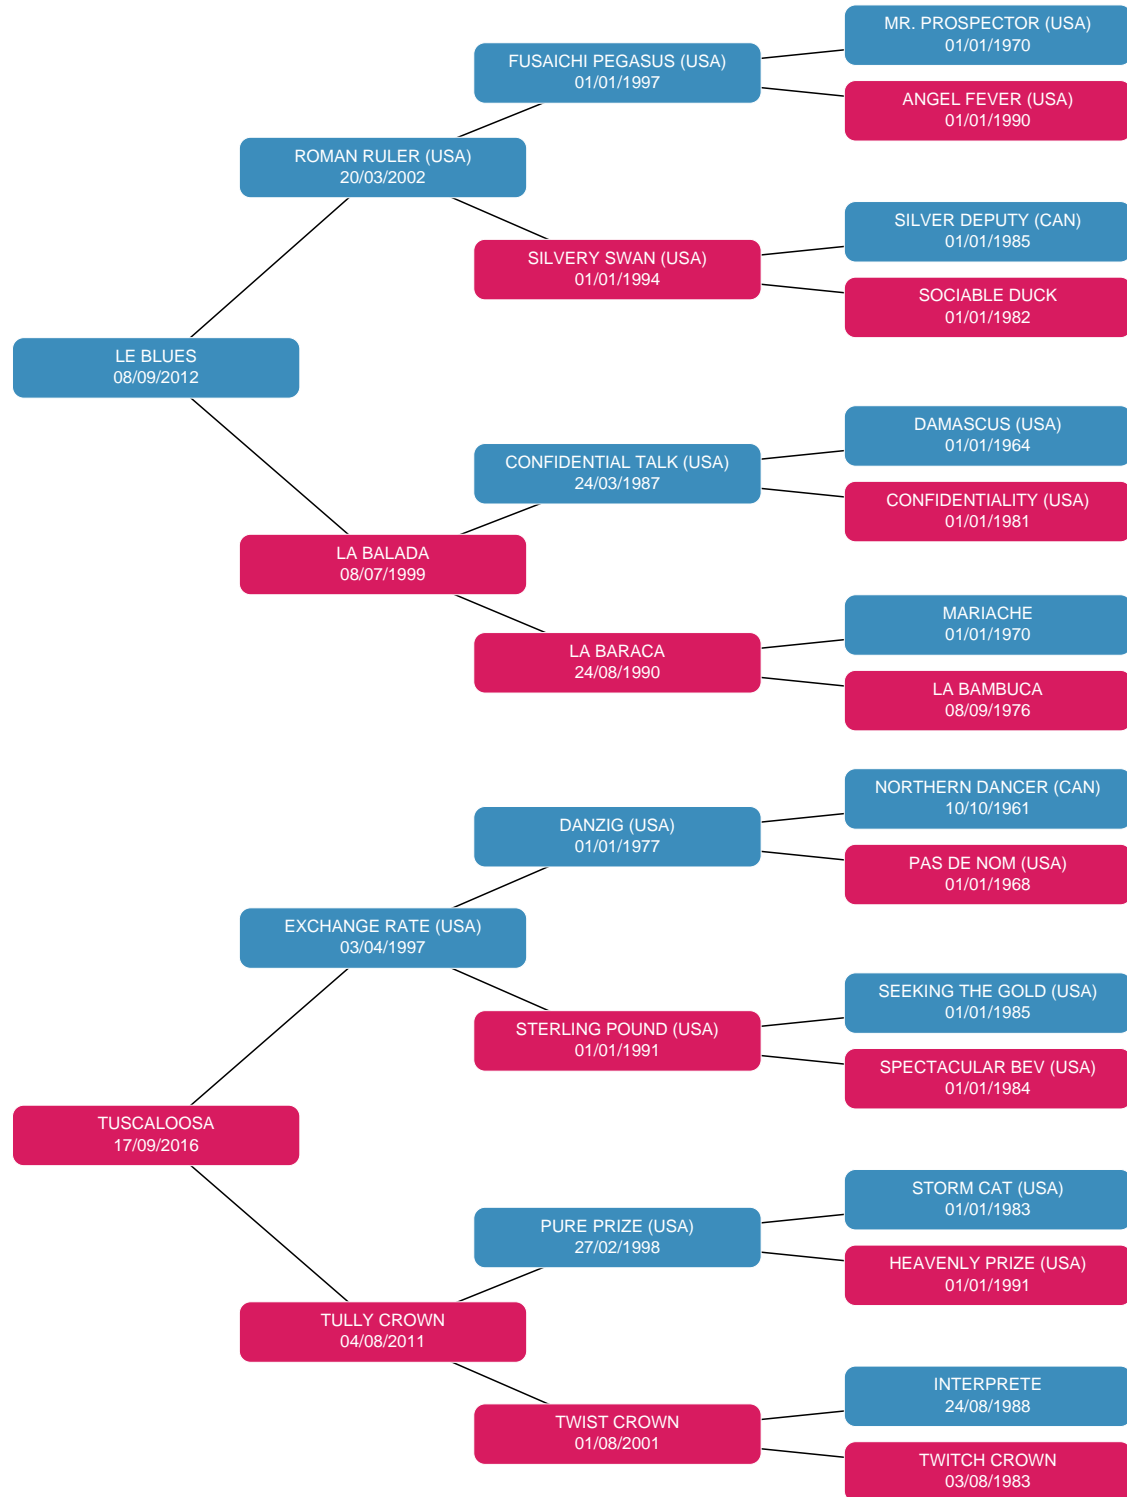 MR. PROSPECTOR (USA)
01/01/1970
FUSAICHI PEGASUS (USA)
01/01/1997
ANGEL FEVER (USA)
01/01/1990
ROMAN RULER (USA)
20/03/2002
SILVER DEPUTY (CAN)
01/01/1985
SILVERY SWAN (USA)
01/01/1994
SOCIABLE DUCK
01/01/1982
LE BLUES
08/09/2012
DAMASCUS (USA)
01/01/1964
CONFIDENTIAL TALK (USA)
24/03/1987
CONFIDENTIALITY (USA)
01/01/1981
LA BALADA
08/07/1999
MARIACHE
01/01/1970
LA BARACA
24/08/1990
LA BAMBUCA
08/09/1976
NORTHERN DANCER (CAN)
10/10/1961
DANZIG (USA)
01/01/1977
PAS DE NOM (USA)
01/01/1968
EXCHANGE RATE (USA)
03/04/1997
SEEKING THE GOLD (USA)
01/01/1985
STERLING POUND (USA)
01/01/1991
SPECTACULAR BEV (USA)
01/01/1984
TUSCALOOSA
17/09/2016
STORM CAT (USA)
01/01/1983
PURE PRIZE (USA)
27/02/1998
HEAVENLY PRIZE (USA)
01/01/1991
TULLY CROWN
04/08/2011
INTERPRETE
24/08/1988
TWIST CROWN
01/08/2001
TWITCH CROWN
03/08/1983